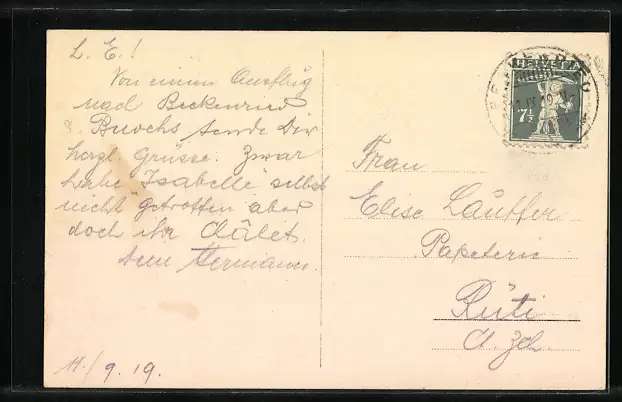 L. E.!
Von einem Ausflug
nach Beckenried
& Buochs sende Dir
herzl. Grüsse. Zwar
habe "Isabelle" selbst
nicht getroffen aber
doch ihr Châlet.
Dein Hermann.
11./9.19.
HELVETIA
7½
Frau
Elise Lauffer
Papeterie
Rüti
Ct. Zch.